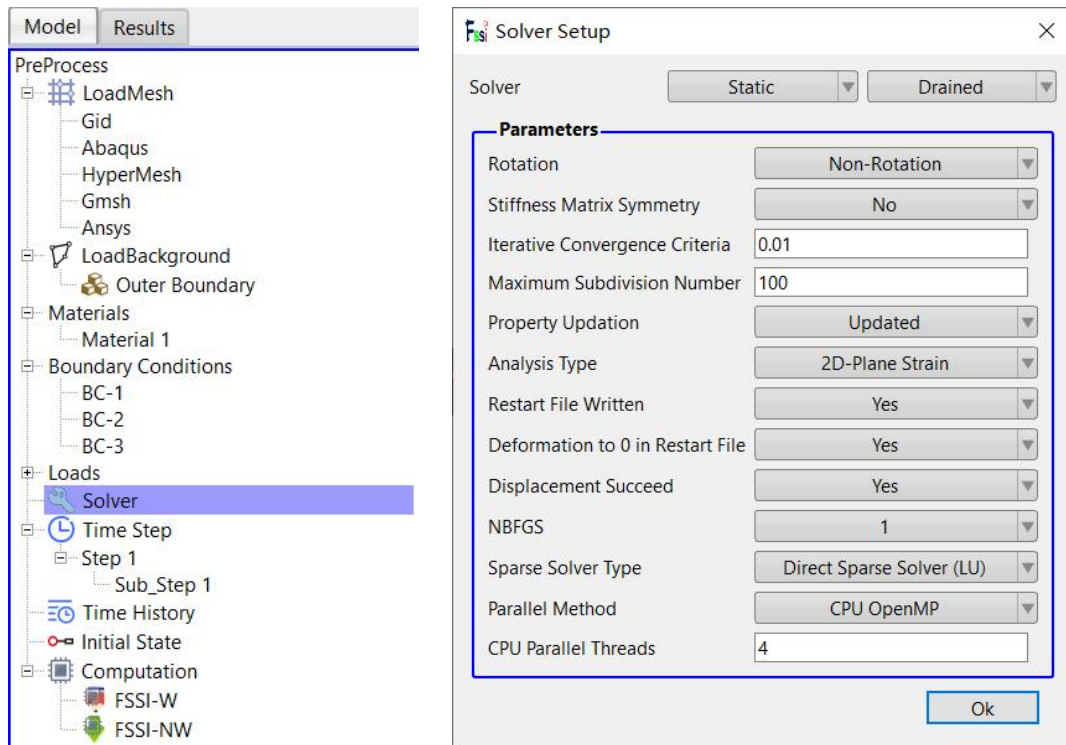 Model Results
PreProcess
LoadMesh
Gid
Abaqus
HyperMesh
Gmsh
Ansys
LoadBackground
Outer Boundary
Materials
Material 1
Boundary Conditions
BC-1
BC-2
BC-3
Loads
Solver
Time Step
Step 1
Sub_Step 1
Time History
Initial State
Computation
FSSI-W
FSSI-NW
Fssi Solver Setup
Solver Static Drained
Parameters
Rotation Non-Rotation
Stiffness Matrix Symmetry No
Iterative Convergence Criteria 0.01
Maximum Subdivision Number 100
Property Updation Updated
Analysis Type 2D-Plane Strain
Restart File Written Yes
Deformation to 0 in Restart File Yes
Displacement Succeed Yes
NBFGS 1
Sparse Solver Type Direct Sparse Solver (LU)
Parallel Method CPU OpenMP
CPU Parallel Threads 4
Ok